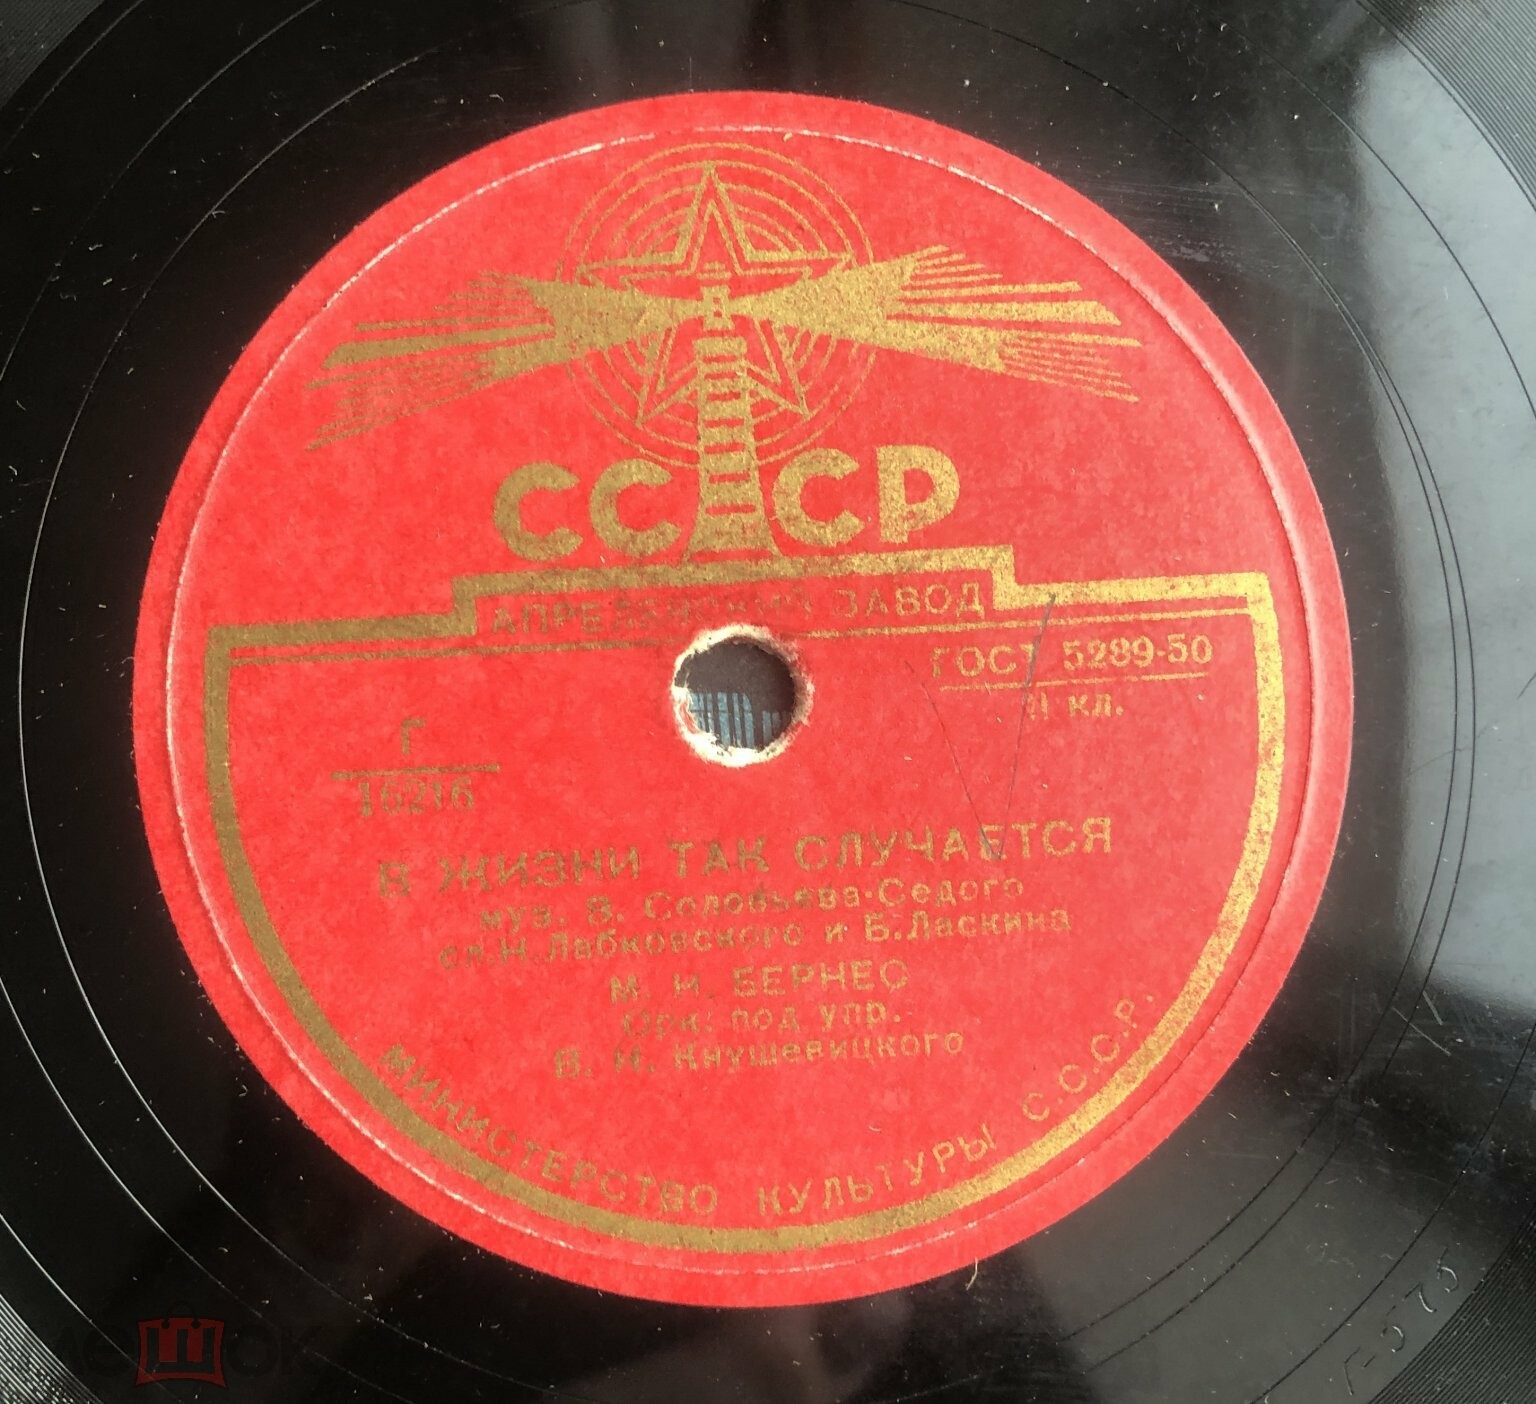 СССР
АПРЕЛЕВСКИЙ ЗАВОД
ГОСТ 5289-50
II кл.
Г
16216
В ЖИЗНИ ТАК СЛУЧАЕТСЯ
муз. В. Соловьева-Седого
сл. Н. Лабковского и Б. Ласкина
М. Н. БЕРНЕС
Орк. под упр.
В. Н. Кнушевицкого
МИНИСТЕРСТВО КУЛЬТУРЫ С.С.С.Р.
МЕШОК